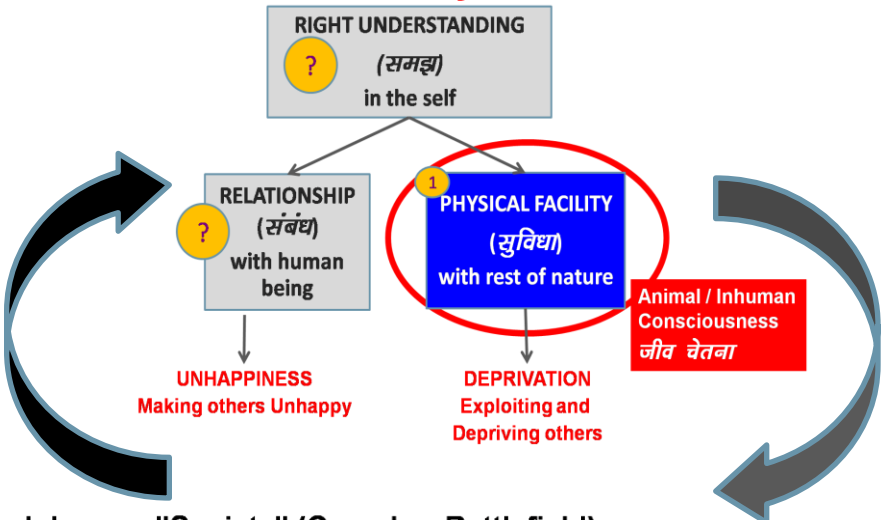 RIGHT UNDERSTANDING
?
(समझ)
in the self
RELATIONSHIP
?
(संबंध)
with human
being
1
PHYSICAL FACILITY
(सुविधा)
with rest of nature
Animal / Inhuman
Consciousness
जीव चेतना
UNHAPPINESS
Making others Unhappy
DEPRIVATION
Exploiting and
Depriving others